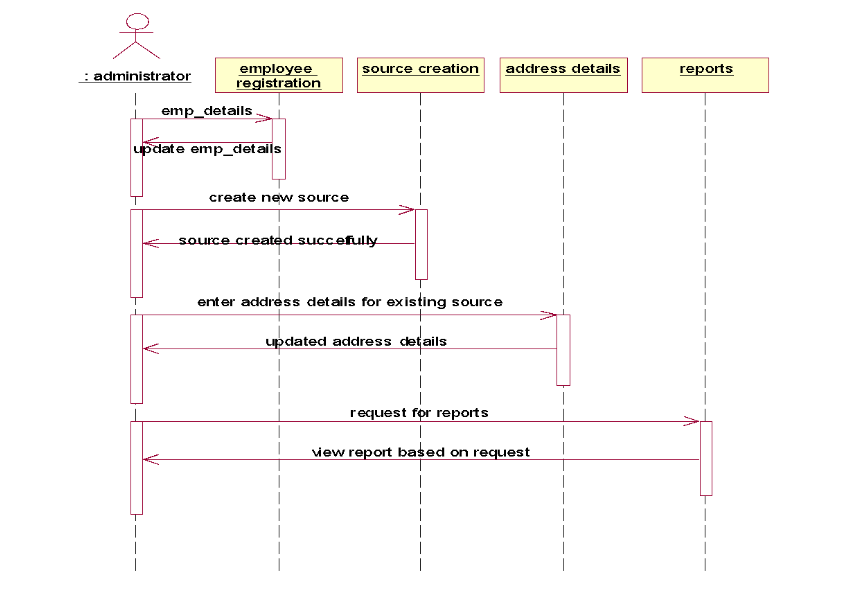 : administrator
employee
registration
source creation
address details
reports
emp_details
update emp_details
create new source
source created succefully
enter address details for existing source
updated address details
request for reports
view report based on request